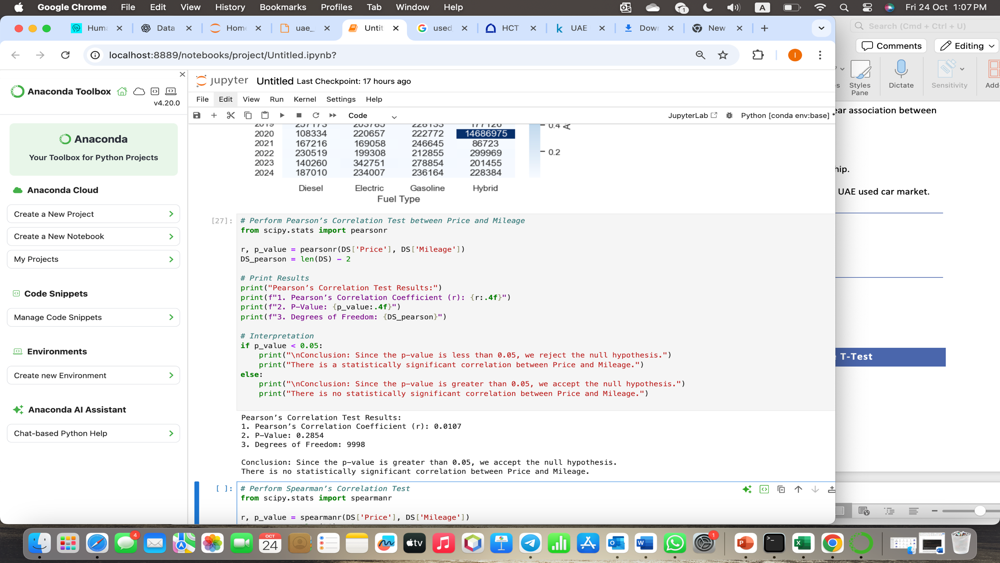 Google Chrome File Edit View History Bookmarks Profiles Tab Window Help
1 A Fri 24 Oct 1:07 PM
Huma Data Home uae_ Untit used HCT UAE Down New
localhost:8889/notebooks/project/Untitled.ipynb?
Search (Cmd + Ctrl + U)
Comments Editing
Styles Pane
Dictate
Sensitivity
Add-
ear association between
hip.
UAE used car market.
T-Test
Anaconda Toolbox
v4.20.0
Anaconda
Your Toolbox for Python Projects
Anaconda Cloud
Create a New Project
Create a New Notebook
My Projects
Code Snippets
Manage Code Snippets
Environments
Create new Environment
Anaconda AI Assistant
Chat-based Python Help
jupyter Untitled Last Checkpoint: 17 hours ago
File Edit View Run Kernel Settings Help
Code
JupyterLab Python [conda env:base] *
2019 237173 203785 228133 177126 0.4
2020 108334 220657 222772 14686975
2021 167216 169058 246645 86723
2022 230519 199308 212855 299969 0.2
2023 140260 342751 278854 201455
2024 187010 234007 236164 228384
Diesel Electric Gasoline Hybrid
Fuel Type
[27]: # Perform Pearson’s Correlation Test between Price and Mileage
from scipy.stats import pearsonr
r, p_value = pearsonr(DS['Price'], DS['Mileage'])
DS_pearson = len(DS) - 2
# Print Results
print("Pearson’s Correlation Test Results:")
print(f"1. Pearson’s Correlation Coefficient (r): {r:.4f}")
print(f"2. P-Value: {p_value:.4f}")
print(f"3. Degrees of Freedom: {DS_pearson}")
# Interpretation
if p_value < 0.05:
print("\nConclusion: Since the p-value is less than 0.05, we reject the null hypothesis.")
print("There is a statistically significant correlation between Price and Mileage.")
else:
print("\nConclusion: Since the p-value is greater than 0.05, we accept the null hypothesis.")
print("There is no statistically significant correlation between Price and Mileage.")
Pearson’s Correlation Test Results:
1. Pearson’s Correlation Coefficient (r): 0.0107
2. P-Value: 0.2854
3. Degrees of Freedom: 9998
Conclusion: Since the p-value is greater than 0.05, we accept the null hypothesis.
There is no statistically significant correlation between Price and Mileage.
[ ]: # Perform Spearman’s Correlation Test
from scipy.stats import spearmanr
r, p_value = spearmanr(DS['Price'], DS['Mileage'])
4 OCT 24 tv 1